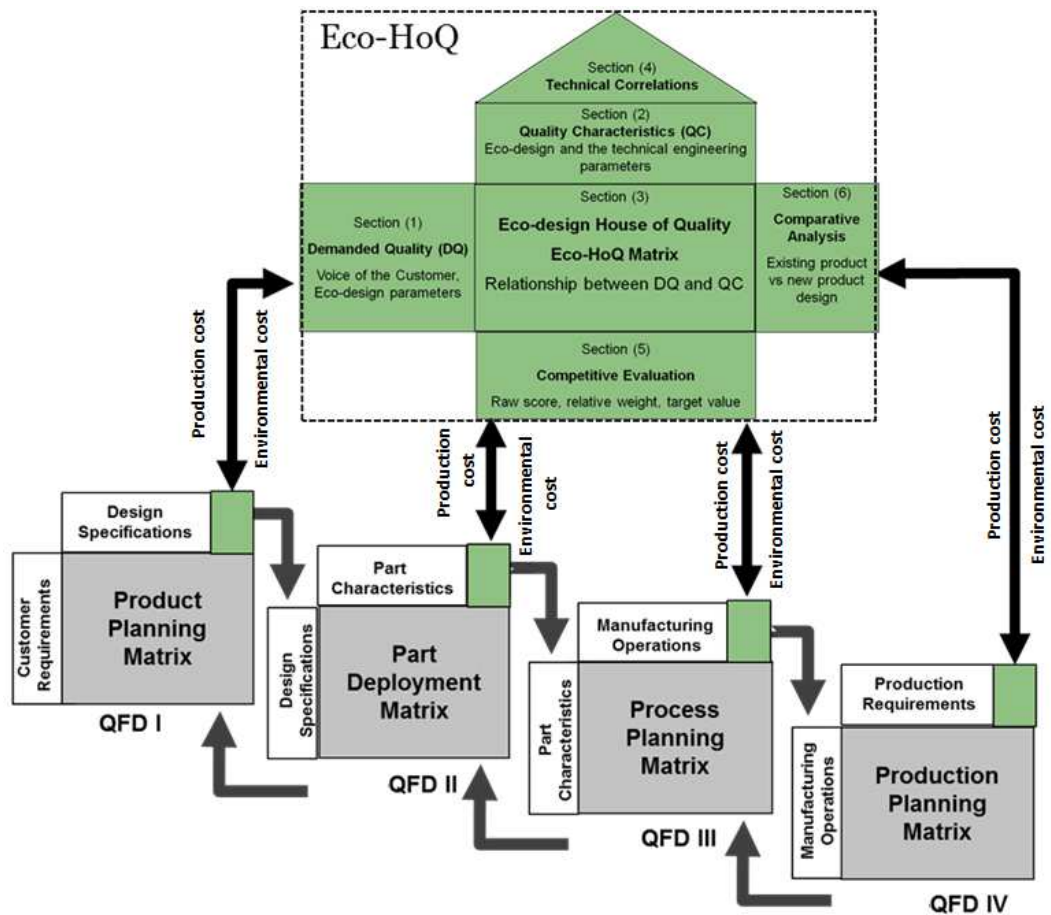 Eco-HoQ
Section (4)
Technical Correlations
Section (2)
Quality Characteristics (QC)
Eco-design and the technical engineering
parameters
Section (1)
Demanded Quality (DQ)
Voice of the Customer,
Eco-design parameters
Section (3)
Eco-design House of Quality
Eco-HoQ Matrix
Relationship between DQ and QC
Section (6)
Comparative
Analysis
Existing product
vs new product
design
Section (5)
Competitive Evaluation
Raw score, relative weight, target value
Production cost
Environmental cost
Production
cost
Environmental
cost
Production cost
Environmental cost
Production cost
Environmental cost
Design
Specifications
Customer
Requirements
Product
Planning
Matrix
QFD I
Part
Characteristics
Design
Specifications
Part
Deployment
Matrix
QFD II
Manufacturing
Operations
Part
Characteristics
Process
Planning
Matrix
QFD III
Production
Requirements
Manufacturing
Operations
Production
Planning
Matrix
QFD IV